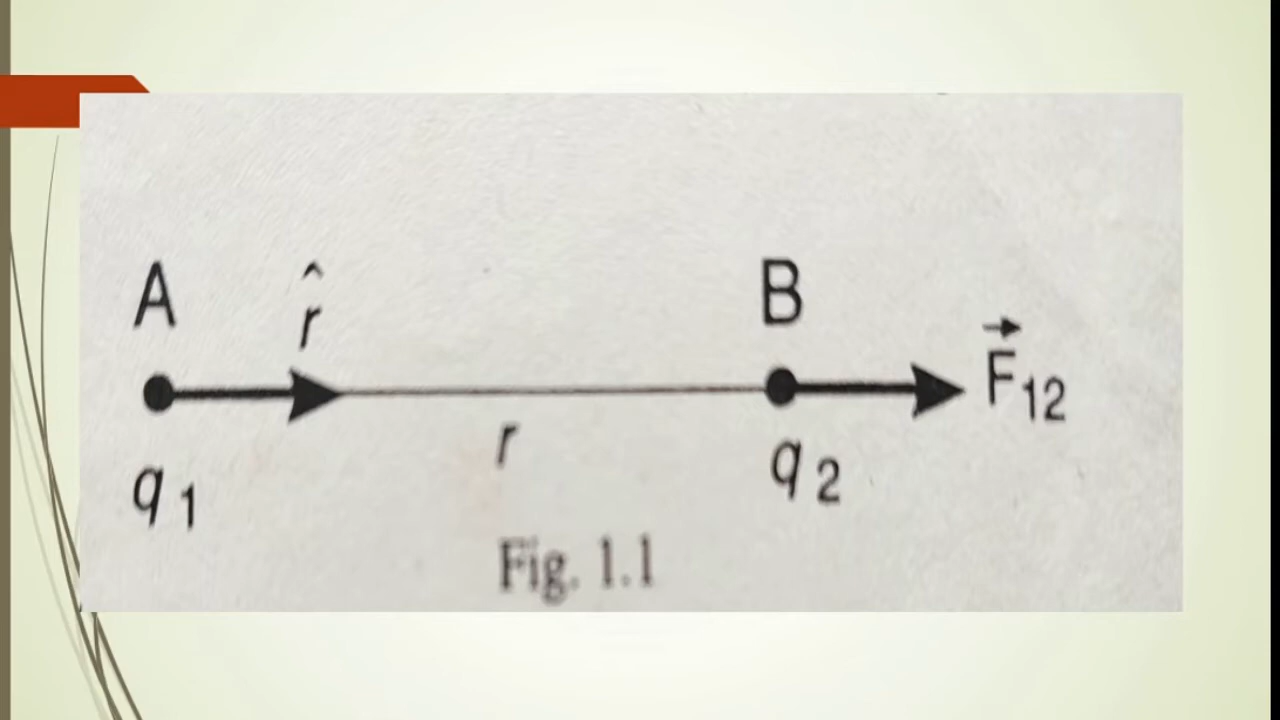 A r̂ B
r F⃗₁₂
q₁ q₂
Fig. 1.1